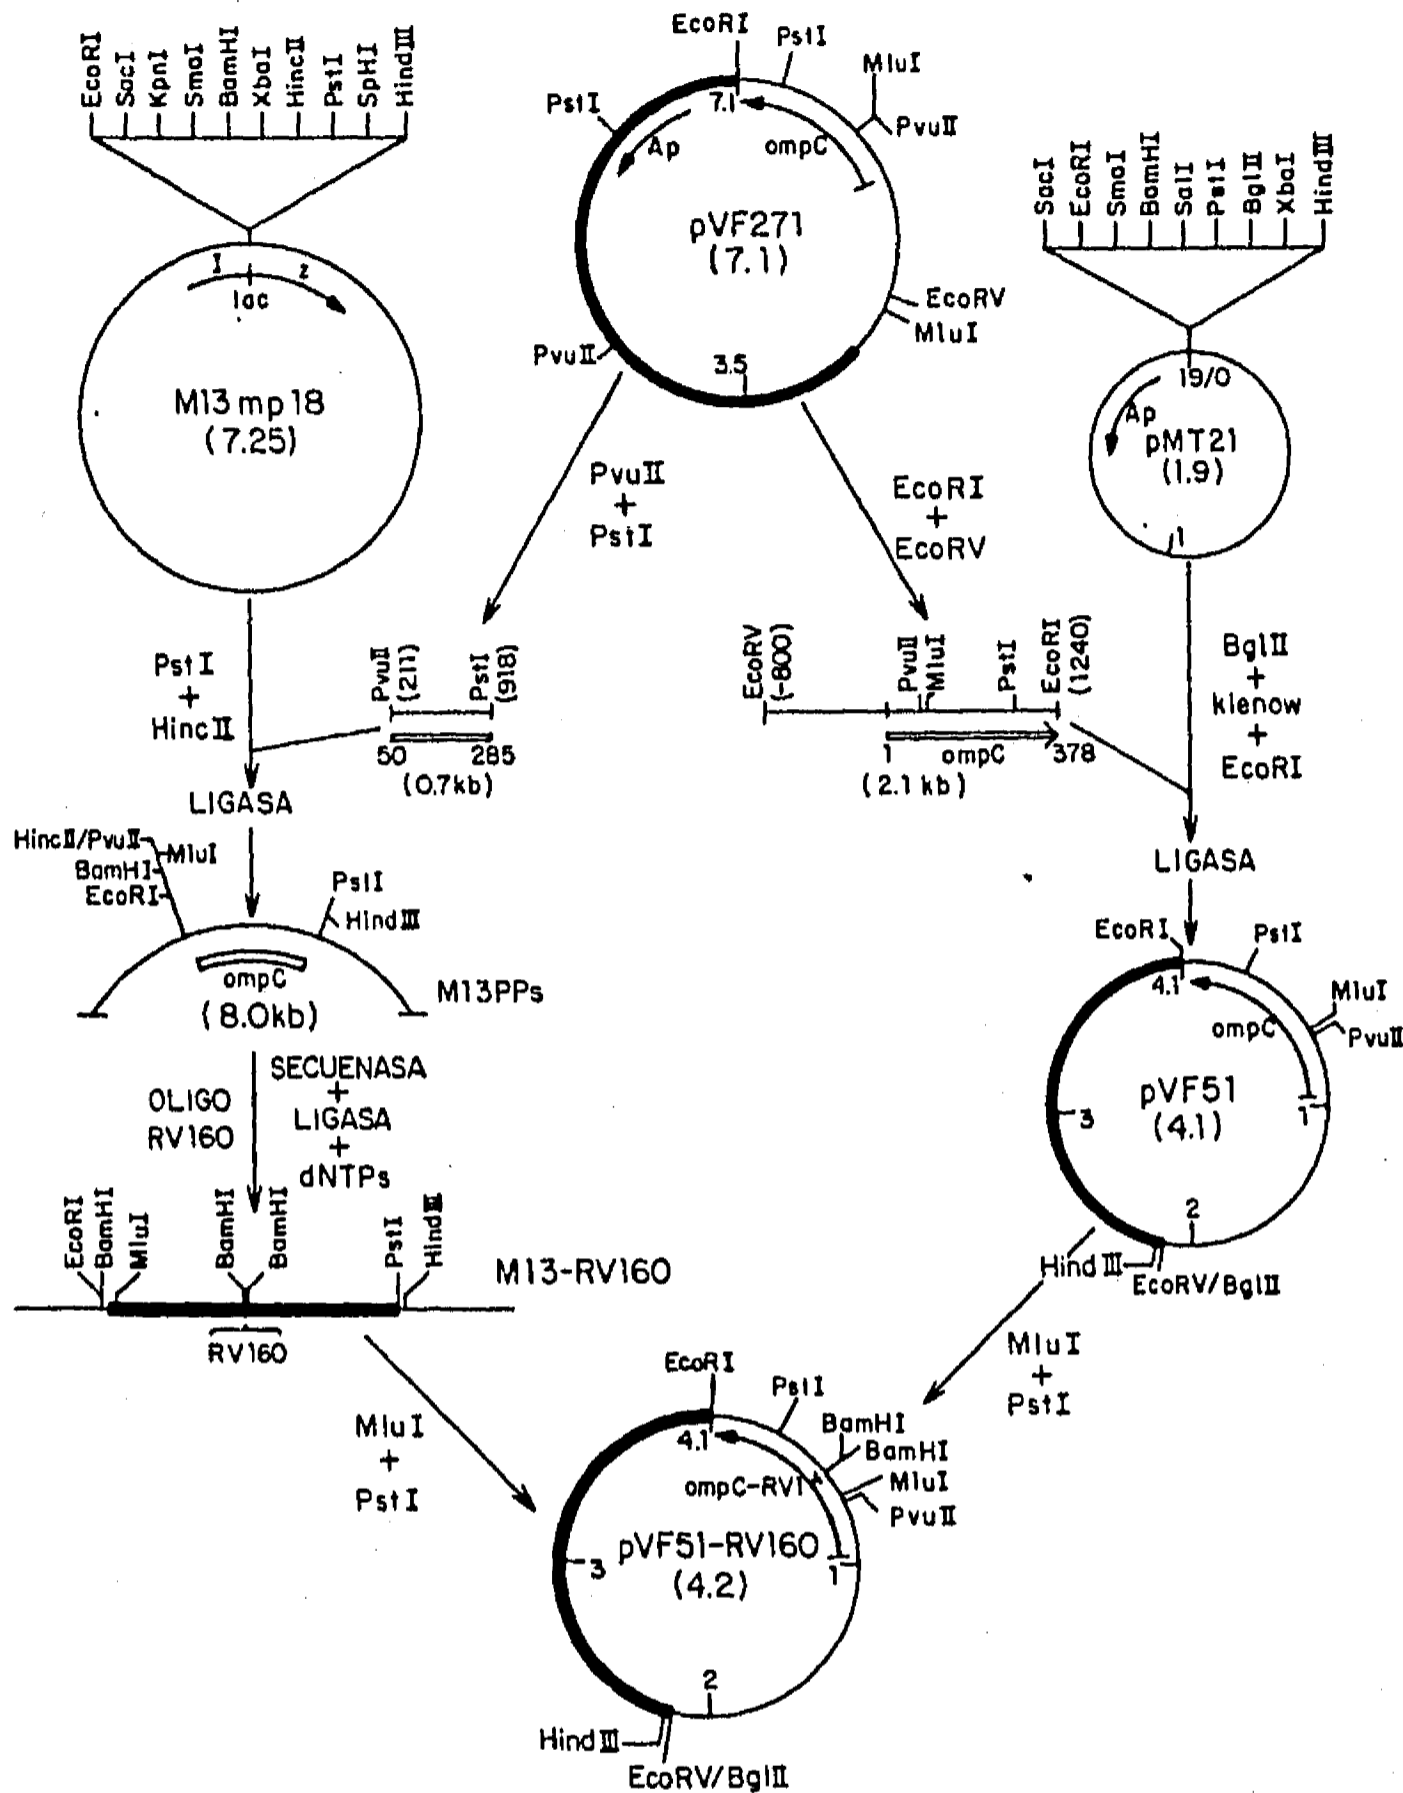 EcoRI
SacI
KpnI
SmaI
BamHI
XbaI
HincII
PstI
SpHI
HindIII
I
Z
lac
M13mp18
(7.25)
EcoRI
PstI
MluI
PvuII
PstI
7.1
Ap
ompC
pVF271
(7.1)
EcoRV
MluI
PvuII
3.5
SacI
EcoRI
SmaI
BamHI
SalI
PstI
BglII
XbaI
HindIII
19/0
Ap
pMT21
(1.9)
1
PvuII
+
PstI
EcoRI
+
EcoRV
PstI
+
HincII
PvuII
(211)
PstI
(918)
50
285
(0.7kb)
EcoRV
(-800)
PvuII
MluI
PstI
EcoRI
(1240)
1
ompC
378
(2.1 kb)
BglII
+
klenow
+
EcoRI
LIGASA
LIGASA
HincII/PvuII
MluI
BamHI
EcoRI
PstI
HindIII
ompC
(8.0kb)
M13PPs
EcoRI
PstI
MluI
PvuII
4.1
ompC
pVF51
(4.1)
1
3
2
HindIII
EcoRV/BglII
OLIGO
RV160
SECUENASA
+
LIGASA
+
dNTPs
EcoRI
BamHI
MluI
BamHI
BamHI
PstI
HindIII
M13-RV160
RV160
MluI
+
PstI
MluI
+
PstI
EcoRI
PstI
BamHI
BamHI
MluI
PvuII
4.1
ompC-RV1
pVF51-RV160
(4.2)
1
3
2
HindIII
EcoRV/BglII